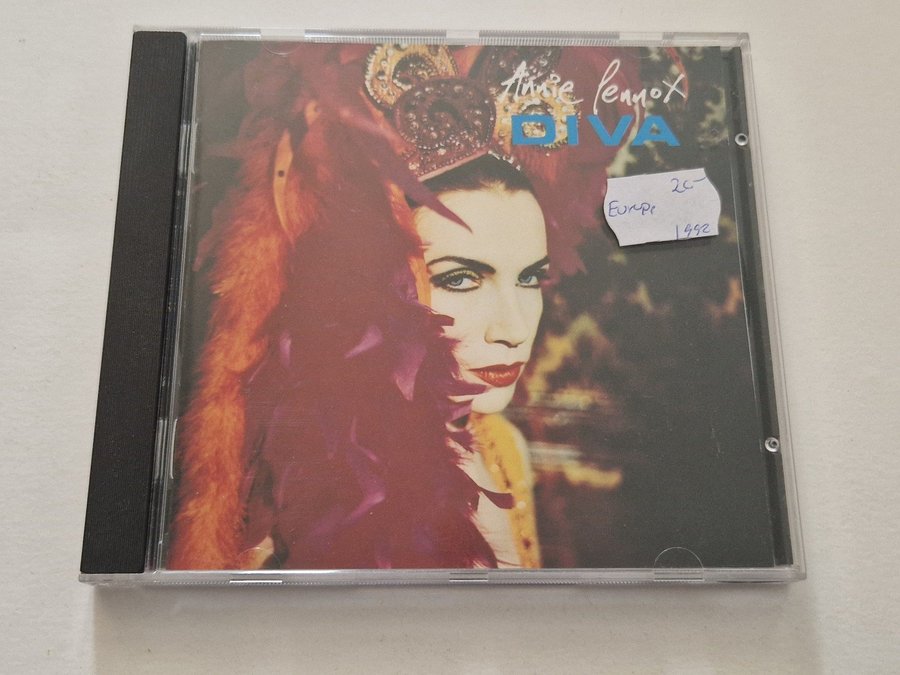 Annie Lennox
DIVA
20-
Europe
1992